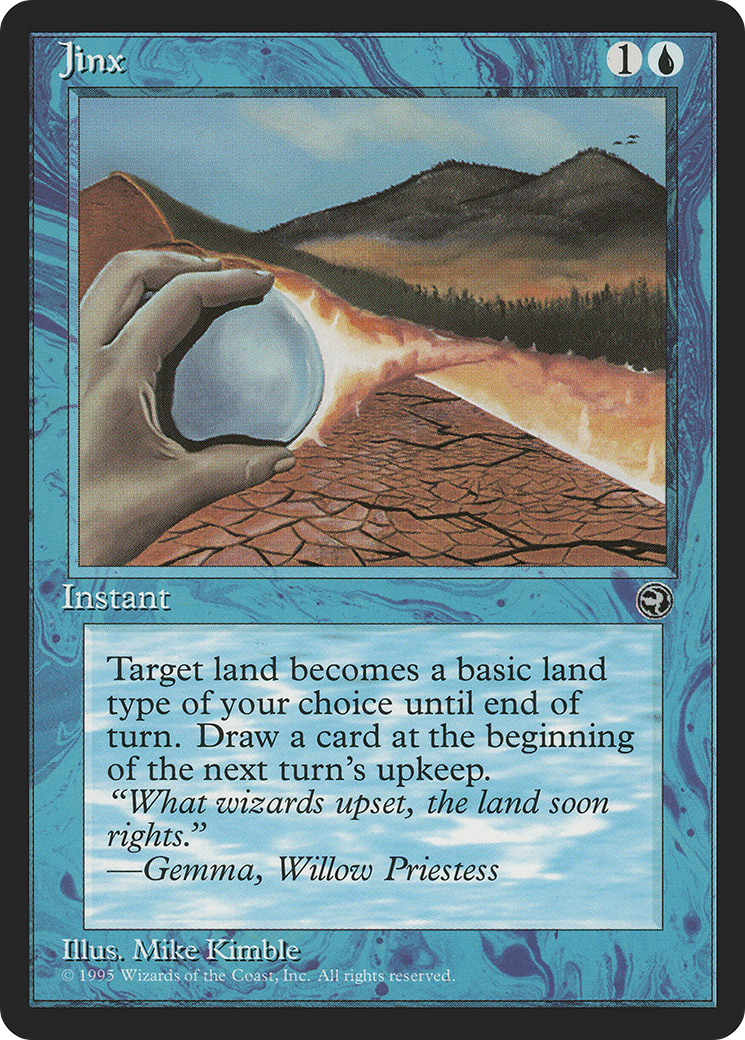 Jinx
1
Instant
Target land becomes a basic land
type of your choice until end of
turn. Draw a card at the beginning
of the next turn's upkeep.
“What wizards upset, the land soon
rights.”
—Gemma, Willow Priestess
Illus. Mike Kimble
© 1995 Wizards of the Coast, Inc. All rights reserved.